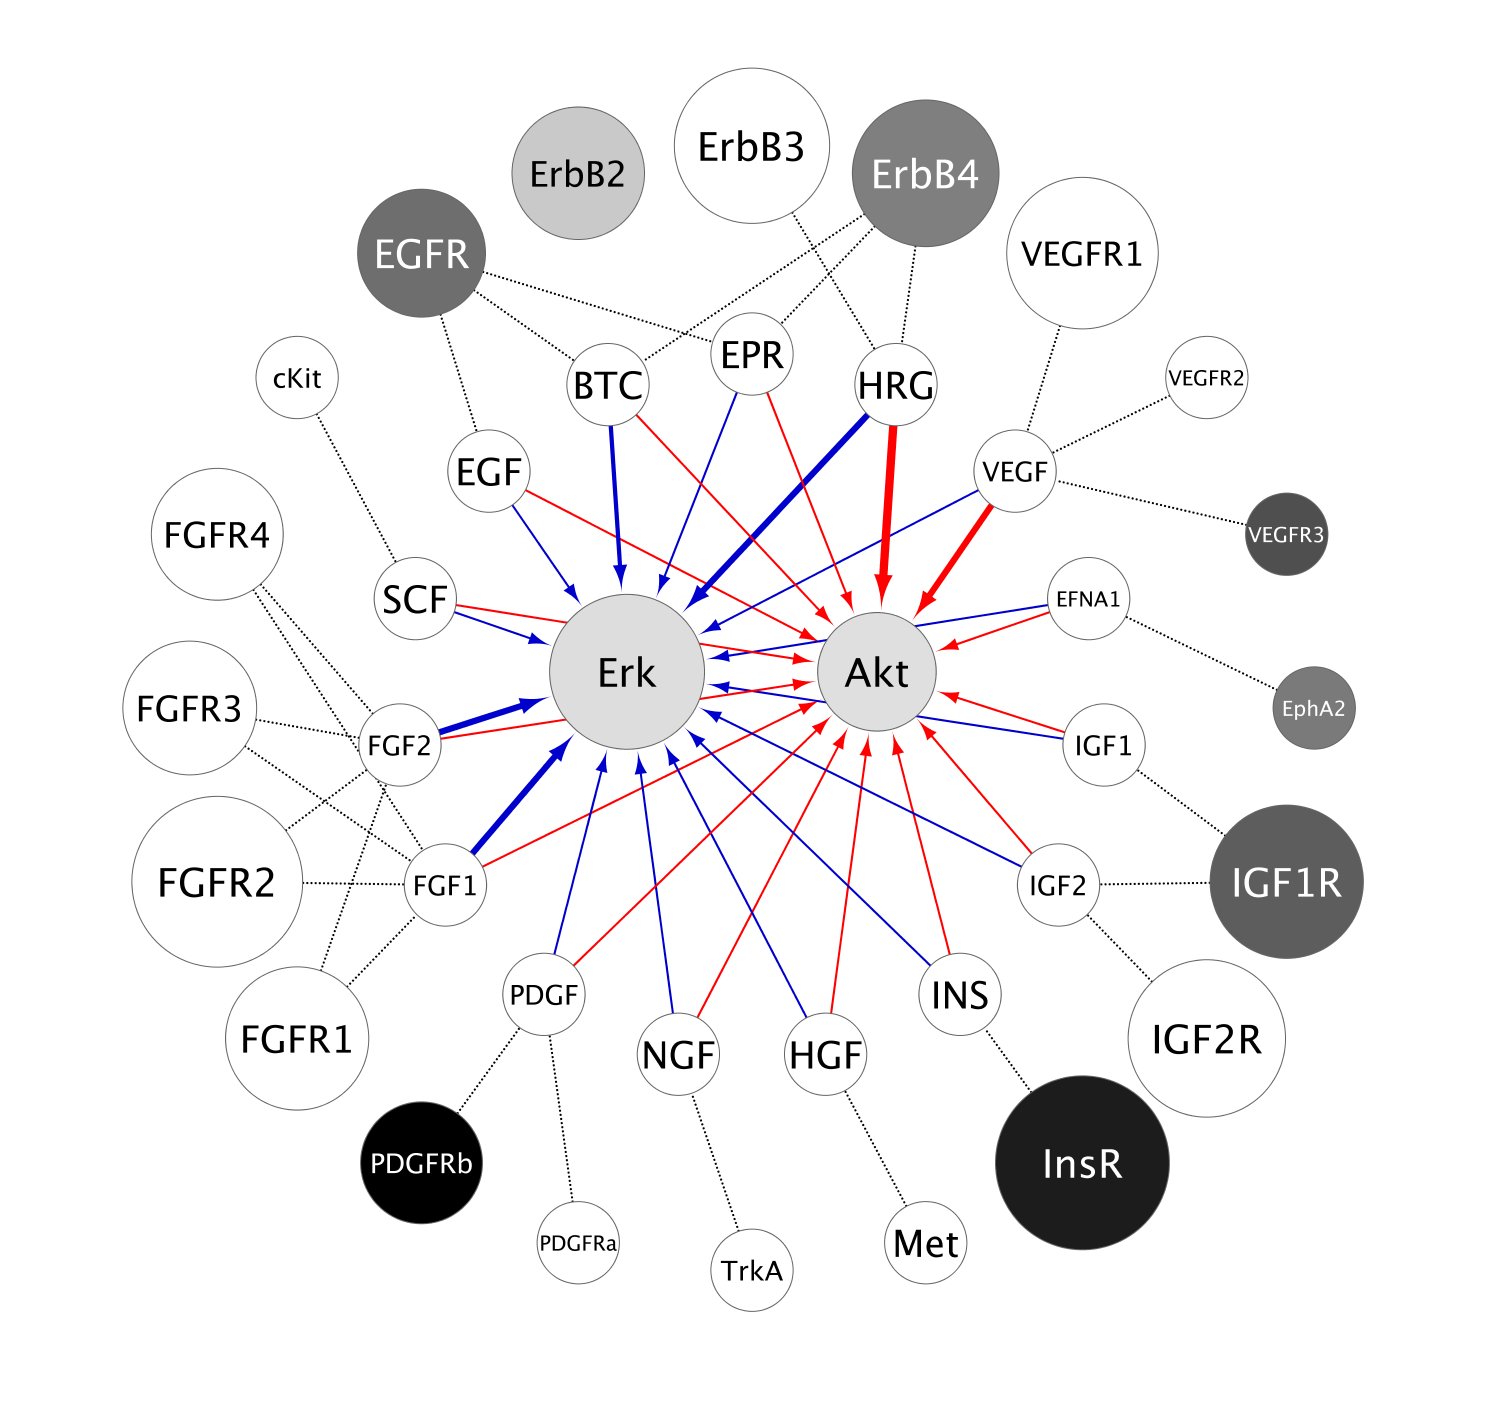 ErbB3
ErbB2
ErbB4
EGFR
VEGFR1
EPR
cKit
VEGFR2
BTC
HRG
EGF
VEGF
FGFR4
VEGFR3
SCF
EFNA1
Erk
Akt
FGFR3
EphA2
FGF2
IGF1
FGFR2
FGF1
IGF2
IGF1R
PDGF
INS
FGFR1
IGF2R
NGF
HGF
PDGFRb
InsR
PDGFRa
Met
TrkA